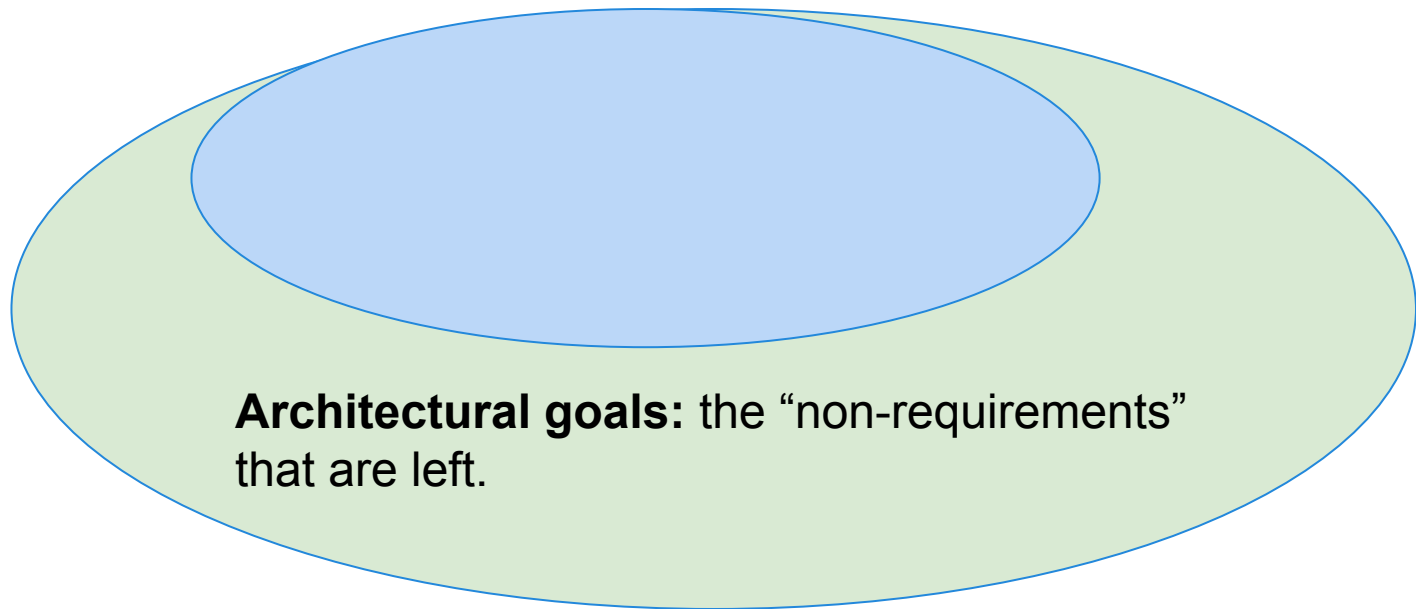 Architectural goals: the “non-requirements”
that are left.